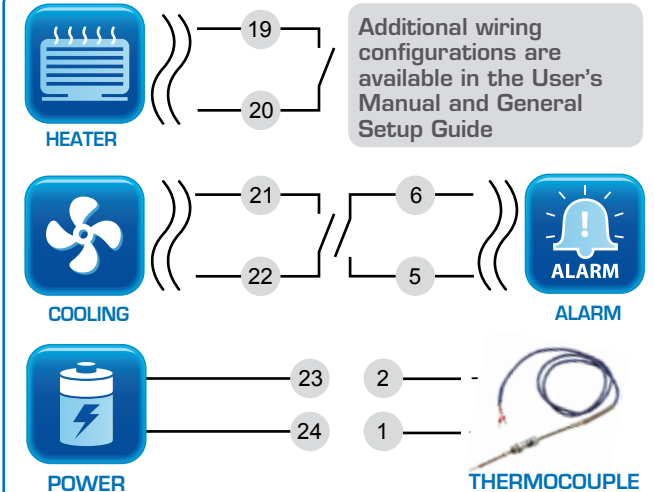 19
Additional wiring
configurations are
available in the User's
Manual and General
Setup Guide
20
HEATER
21
6
22
5
ALARM
COOLING
ALARM
23
2
-
24
1
POWER
THERMOCOUPLE